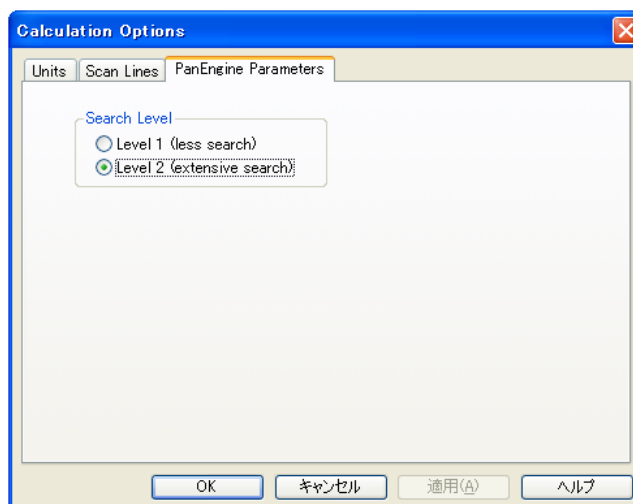 Calculation Options
Units Scan Lines PanEngine Parameters
Search Level
Level 1 (less search)
Level 2 (extensive search)
OK キャンセル 適用(A) ヘルプ